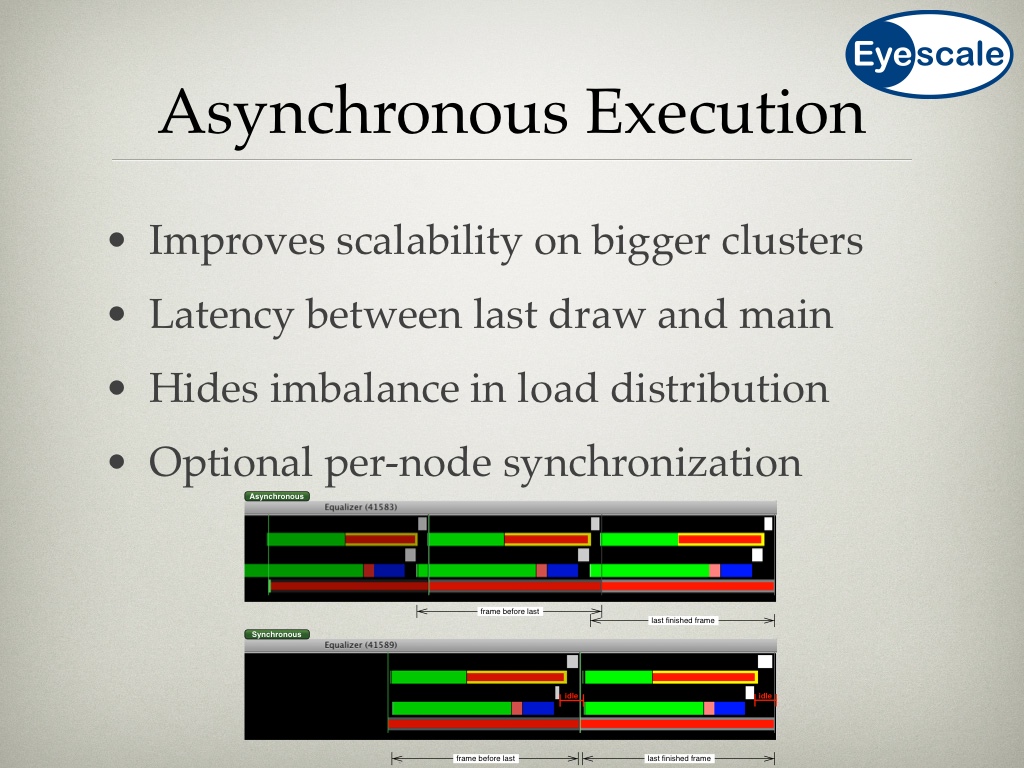 Eyescale
Asynchronous Execution
• Improves scalability on bigger clusters
• Latency between last draw and main
• Hides imbalance in load distribution
• Optional per-node synchronization
Asynchronous
Equalizer (41583)
frame before last
last finished frame
Synchronous
Equalizer (41589)
idle
idle
frame before last
last finished frame